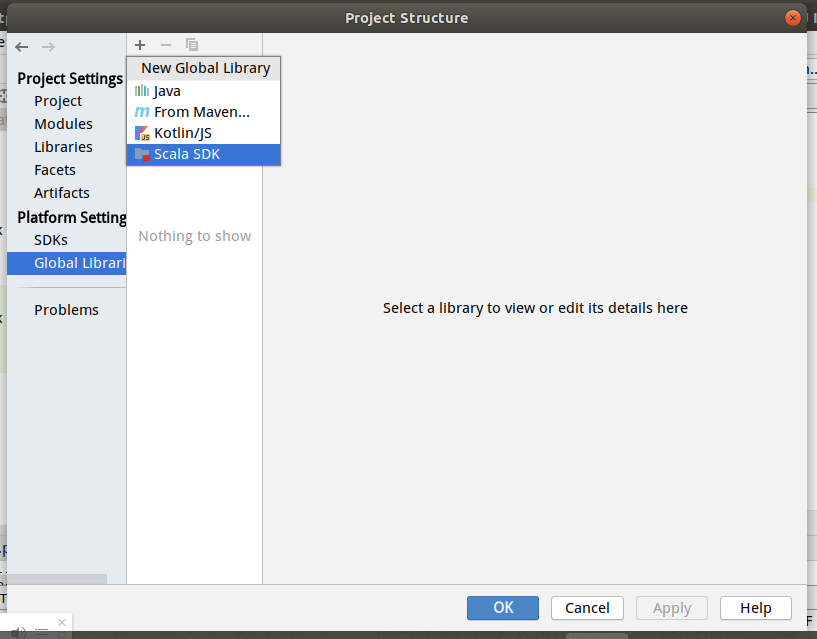 Project Structure
Project Settings
Project
Modules
Libraries
Facets
Artifacts
Platform Setting
SDKs
Global Librari
Problems
New Global Library
Java
From Maven...
Kotlin/JS
Scala SDK
Nothing to show
Select a library to view or edit its details here
OK
Cancel
Apply
Help